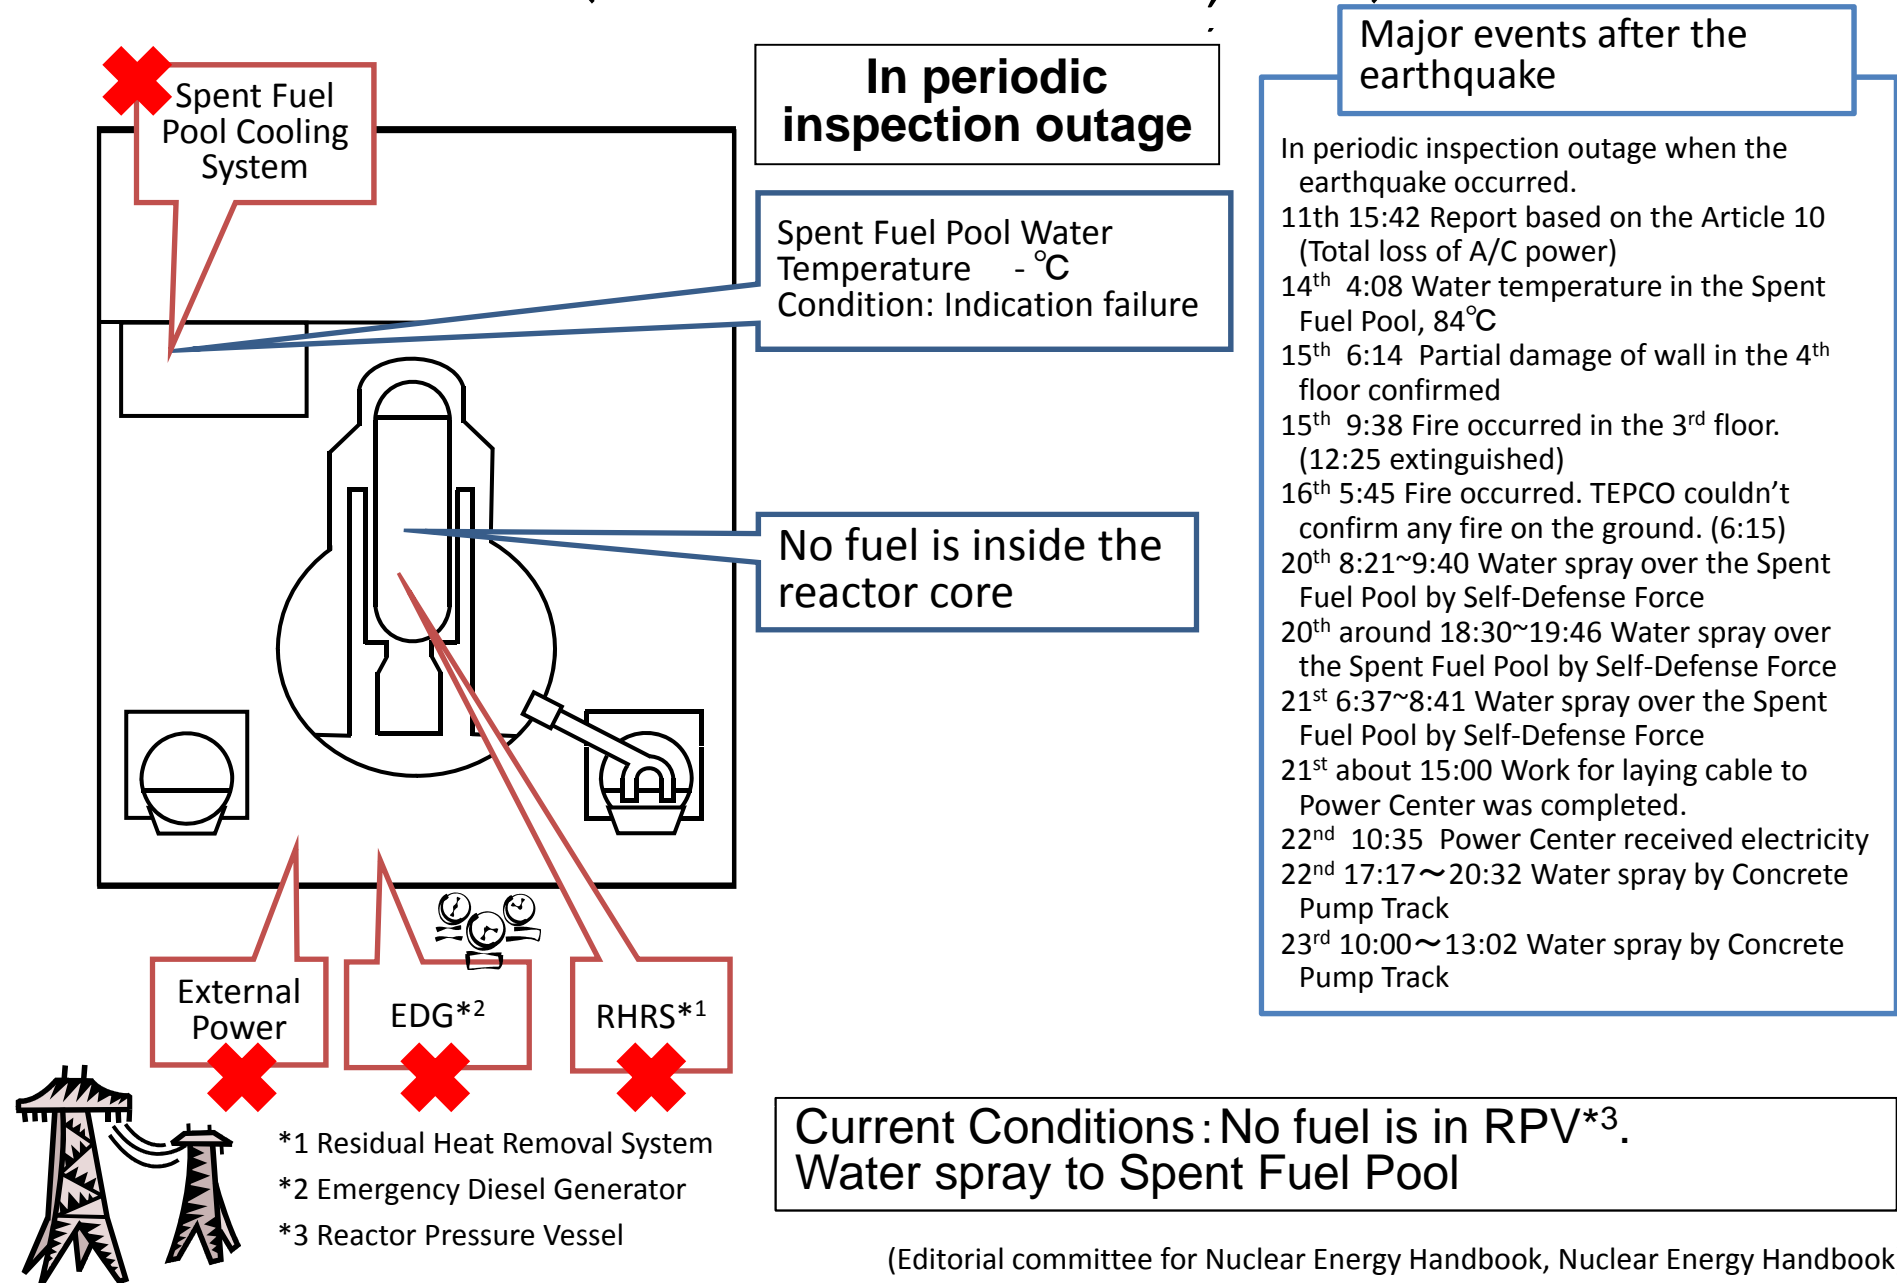 Spent Fuel
Pool Cooling
System
In periodic
inspection outage
Spent Fuel Pool Water
Temperature - ℃
Condition: Indication failure
No fuel is inside the
reactor core
External
Power
EDG*2
RHRS*1
*1 Residual Heat Removal System
*2 Emergency Diesel Generator
*3 Reactor Pressure Vessel
Major events after the
earthquake
In periodic inspection outage when the
earthquake occurred.
11th 15:42 Report based on the Article 10
(Total loss of A/C power)
14th 4:08 Water temperature in the Spent
Fuel Pool, 84℃
15th 6:14 Partial damage of wall in the 4th
floor confirmed
15th 9:38 Fire occurred in the 3rd floor.
(12:25 extinguished)
16th 5:45 Fire occurred. TEPCO couldn’t
confirm any fire on the ground. (6:15)
20th 8:21~9:40 Water spray over the Spent
Fuel Pool by Self-Defense Force
20th around 18:30~19:46 Water spray over
the Spent Fuel Pool by Self-Defense Force
21st 6:37~8:41 Water spray over the Spent
Fuel Pool by Self-Defense Force
21st about 15:00 Work for laying cable to
Power Center was completed.
22nd 10:35 Power Center received electricity
22nd 17:17～20:32 Water spray by Concrete
Pump Track
23rd 10:00～13:02 Water spray by Concrete
Pump Track
Current Conditions : No fuel is in RPV*3.
Water spray to Spent Fuel Pool
(Editorial committee for Nuclear Energy Handbook, Nuclear Energy Handbook